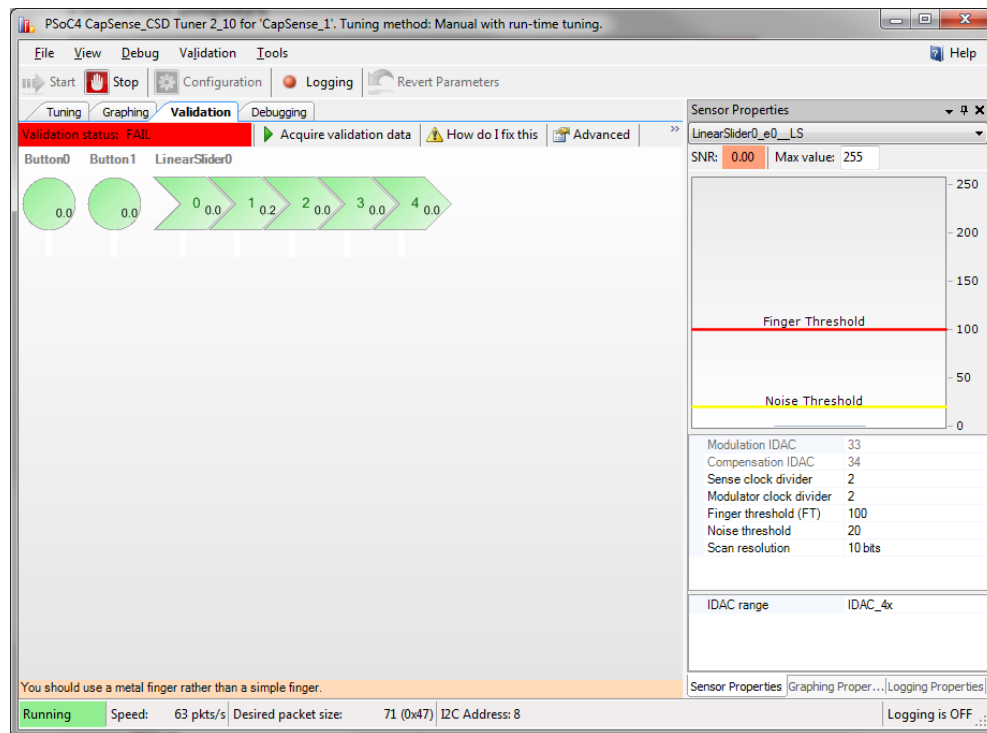 PSoC4 CapSense_CSD Tuner 2_10 for 'CapSense_1'. Tuning method: Manual with run-time tuning.
File View Debug Validation Tools Help
Start Stop Configuration Logging Revert Parameters
Tuning Graphing Validation Debugging
Validation status: FAIL Acquire validation data How do I fix this Advanced »
Button0 Button1 LinearSlider0
0.0 0.0 0 0.0 1 0.2 2 0.0 3 0.0 4 0.0
Sensor Properties
LinearSlider0_e0__LS
SNR: 0.00 Max value: 255
250
200
150
Finger Threshold
100
50
Noise Threshold
0
Modulation IDAC 33
Compensation IDAC 34
Sense clock divider 2
Modulator clock divider 2
Finger threshold (FT) 100
Noise threshold 20
Scan resolution 10 bits
IDAC range IDAC_4x
You should use a metal finger rather than a simple finger.
Sensor Properties Graphing Proper... Logging Properties
Running Speed: 63 pkts/s Desired packet size: 71 (0x47) I2C Address: 8 Logging is OFF